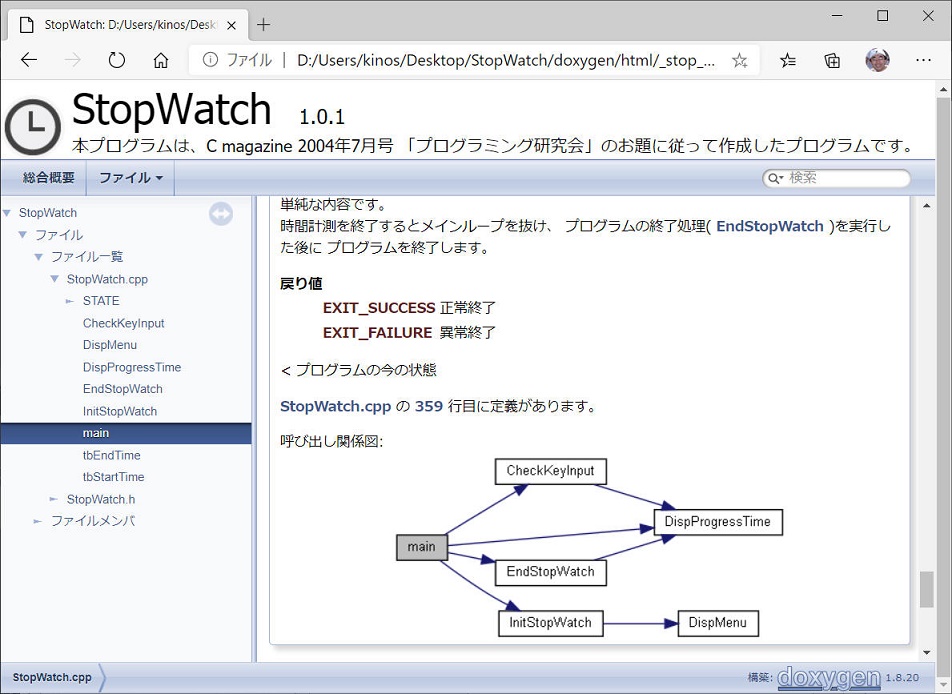 StopWatch: D:/Users/kinos/Desk
ファイル | D:/Users/kinos/Desktop/StopWatch/doxygen/html/_stop_...
StopWatch 1.0.1
本プログラムは、C magazine 2004年7月号 「プログラミング研究会」のお題に従って作成したプログラムです。
総合概要 ファイル 検索
StopWatch
ファイル
ファイル一覧
StopWatch.cpp
STATE
CheckKeyInput
DispMenu
DispProgressTime
EndStopWatch
InitStopWatch
main
tbEndTime
tbStartTime
StopWatch.h
ファイルメンバ
単純な内容です。
時間計測を終了するとメインループを抜け、 プログラムの終了処理( EndStopWatch )を実行し
た後に プログラムを終了します。
戻り値
EXIT_SUCCESS 正常終了
EXIT_FAILURE 異常終了
< プログラムの今の状態
StopWatch.cpp の 359 行目に定義があります。
呼び出し関係図:
CheckKeyInput
DispProgressTime
main
EndStopWatch
InitStopWatch
DispMenu
StopWatch.cpp
構築: doxygen 1.8.20